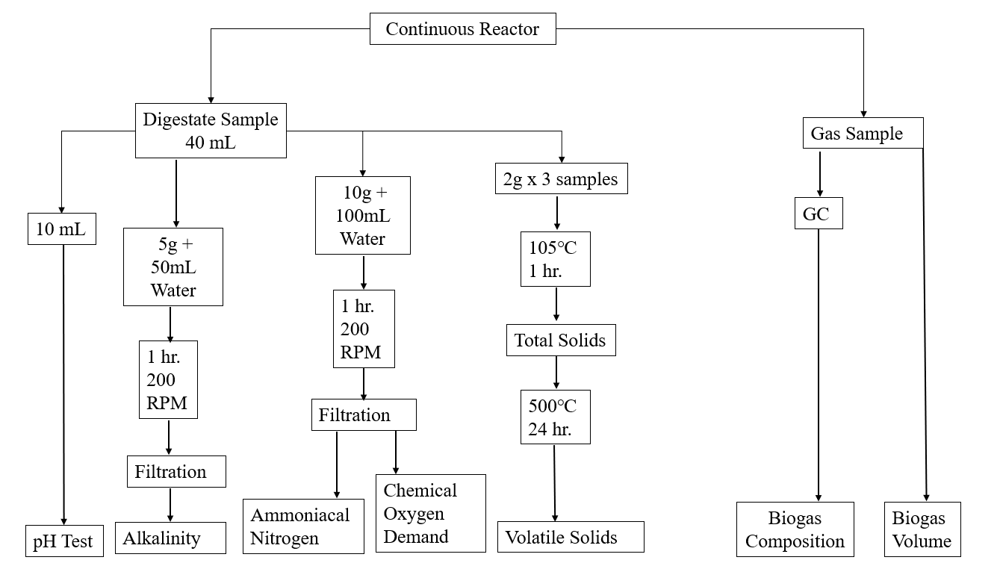 Continuous Reactor
Digestate Sample
40 mL
Gas Sample
10 mL
5g +
50mL
Water
1 hr.
200
RPM
Filtration
10g +
100mL
Water
1 hr.
200
RPM
Filtration
2g x 3 samples
105°C
1 hr.
Total Solids
500°C
24 hr.
GC
pH Test
Alkalinity
Ammoniacal
Nitrogen
Chemical
Oxygen
Demand
Volatile Solids
Biogas
Composition
Biogas
Volume